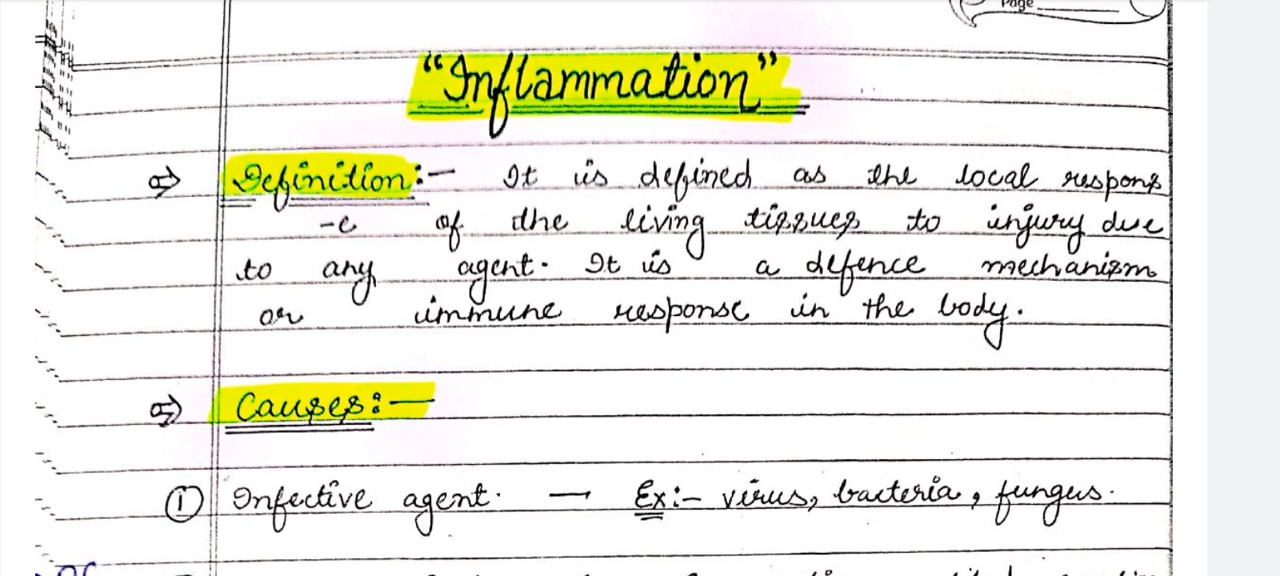 Page
"Inflammation"
⇒ Definition:- It is defined as the local respons
-e of the living tissues to injury due
to any agent. It is a defence mechanism
or immune response in the body.
⇒ Causes:-
① Infective agent. — Ex:- virus, bacteria, fungus.